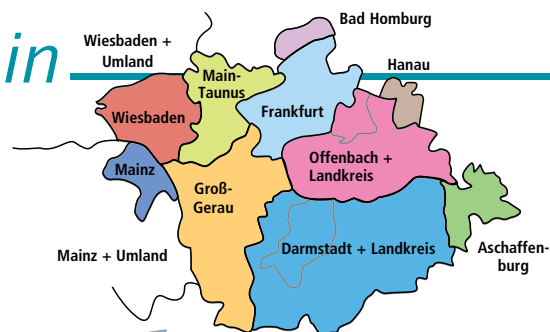 in
Wiesbaden +
Umland
Bad Homburg
Main-
Taunus
Hanau
Wiesbaden
Frankfurt
Mainz
Offenbach +
Landkreis
Groß-
Gerau
Mainz + Umland
Darmstadt + Landkreis
Aschaffen-
burg